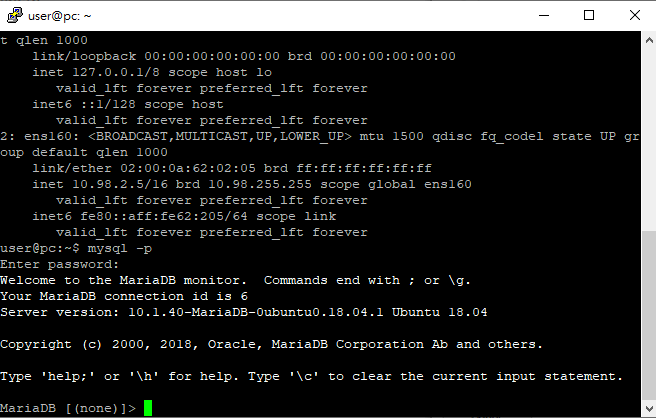 user@pc: ~
t qlen 1000
    link/loopback 00:00:00:00:00:00 brd 00:00:00:00:00:00
    inet 127.0.0.1/8 scope host lo
       valid_lft forever preferred_lft forever
    inet6 ::1/128 scope host
       valid_lft forever preferred_lft forever
2: ens160: <BROADCAST,MULTICAST,UP,LOWER_UP> mtu 1500 qdisc fq_codel state UP gr
oup default qlen 1000
    link/ether 02:00:0a:62:02:05 brd ff:ff:ff:ff:ff:ff
    inet 10.98.2.5/16 brd 10.98.255.255 scope global ens160
       valid_lft forever preferred_lft forever
    inet6 fe80::aff:fe62:205/64 scope link
       valid_lft forever preferred_lft forever
user@pc:~$ mysql -p
Enter password:
Welcome to the MariaDB monitor.  Commands end with ; or \g.
Your MariaDB connection id is 6
Server version: 10.1.40-MariaDB-0ubuntu0.18.04.1 Ubuntu 18.04

Copyright (c) 2000, 2018, Oracle, MariaDB Corporation Ab and others.

Type 'help;' or '\h' for help. Type '\c' to clear the current input statement.

MariaDB [(none)]>